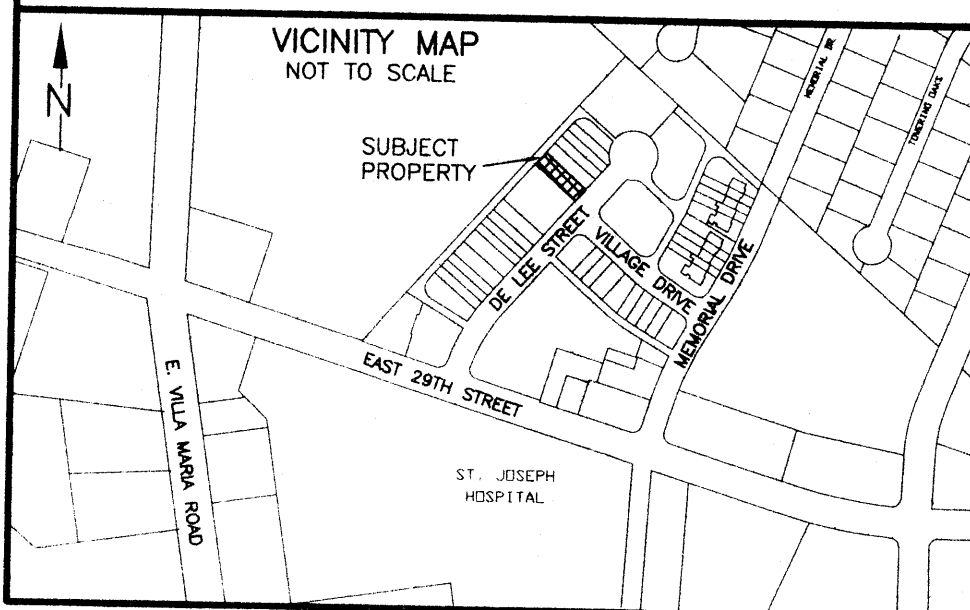 VICINITY MAP
NOT TO SCALE
N
SUBJECT
PROPERTY
MEMORIAL DR.
TOWERING OAKS
DE LEE STREET
VILLAGE DRIVE
MEMORIAL DRIVE
EAST 29TH STREET
E. VILLA MARIA ROAD
ST. JOSEPH
HOSPITAL